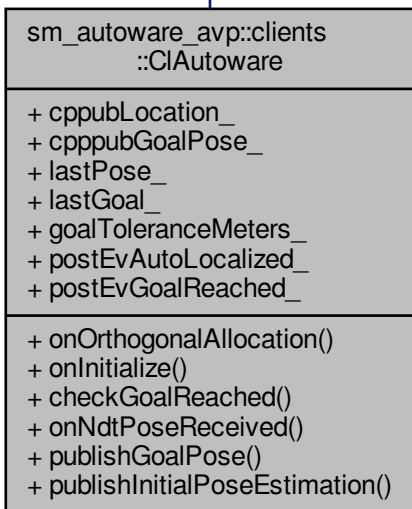 sm_autoware_avp::clients
::ClAutoware
+ cppubLocation_
+ cpppubGoalPose_
+ lastPose_
+ lastGoal_
+ goalToleranceMeters_
+ postEvAutoLocalized_
+ postEvGoalReached_
+ onOrthogonalAllocation()
+ onInitialize()
+ checkGoalReached()
+ onNdtPoseReceived()
+ publishGoalPose()
+ publishInitialPoseEstimation()